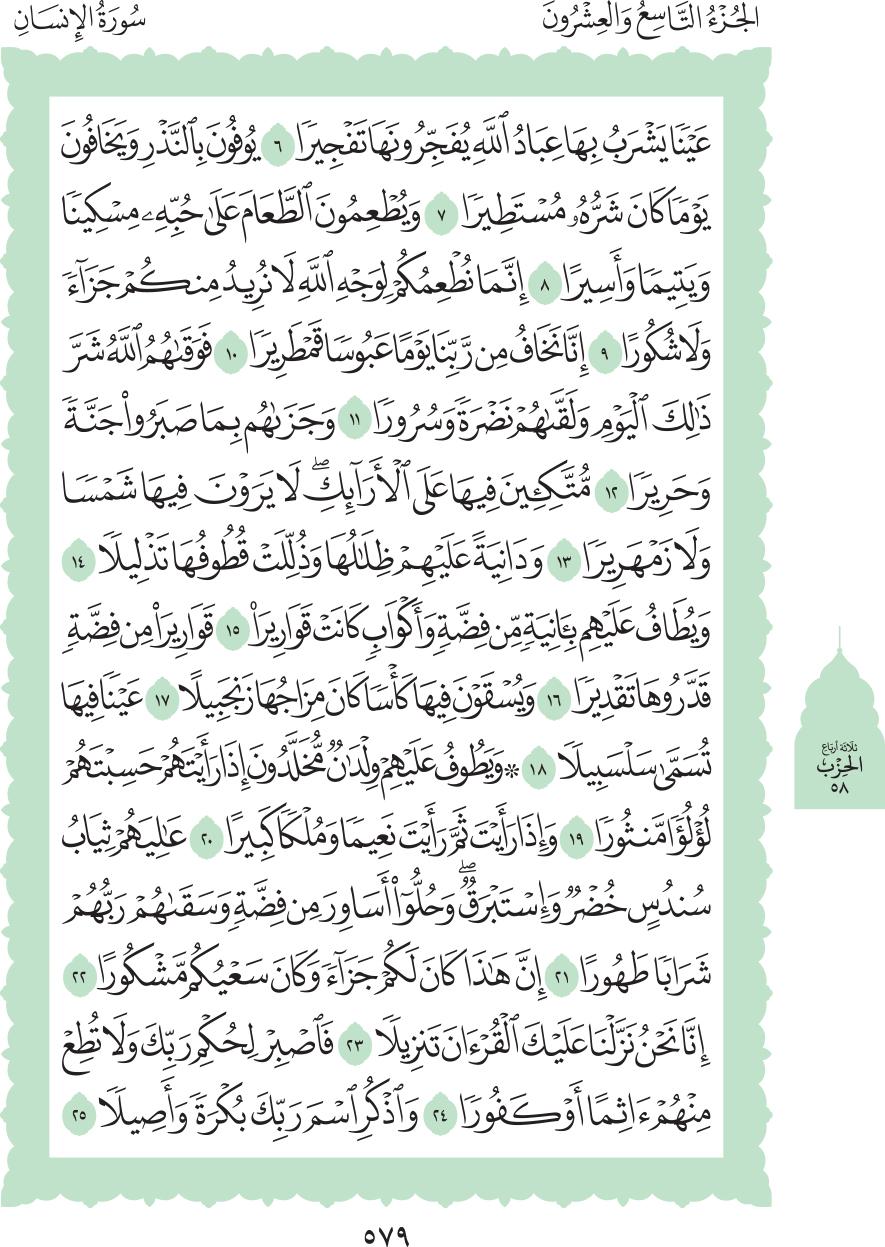 الجُزْءُ التَّاسِعُ وَالعِشْرُونَ
سُورَةُ الإِنسَانِ
عَيْنًا يَشْرَبُ بِهَا عِبَادُ ٱللَّهِ يُفَجِّرُونَهَا تَفْجِيرًا ٦ يُوفُونَ بِٱلنَّذْرِ وَيَخَافُونَ
يَوْمًا كَانَ شَرُّهُۥ مُسْتَطِيرًا ٧ وَيُطْعِمُونَ ٱلطَّعَامَ عَلَىٰ حُبِّهِۦ مِسْكِينًا
وَيَتِيمًا وَأَسِيرًا ٨ إِنَّمَا نُطْعِمُكُمْ لِوَجْهِ ٱللَّهِ لَا نُرِيدُ مِنكُمْ جَزَآءً
وَلَا شُكُورًا ٩ إِنَّا نَخَافُ مِن رَّبِّنَا يَوْمًا عَبُوسًا قَمْطَرِيرًا ١٠ فَوَقَىٰهُمُ ٱللَّهُ شَرَّ
ذَٰلِكَ ٱلْيَوْمِ وَلَقَّىٰهُمْ نَضْرَةً وَسُرُورًا ١١ وَجَزَىٰهُم بِمَا صَبَرُوا۟ جَنَّةً
وَحَرِيرًا ١٢ مُّتَّكِـِٔينَ فِيهَا عَلَى ٱلْأَرَآئِكِ ۖ لَا يَرَوْنَ فِيهَا شَمْسًا
وَلَا زَمْهَرِيرًا ١٣ وَدَانِيَةً عَلَيْهِمْ ظِلَـٰلُهَا وَذُلِّلَتْ قُطُوفُهَا تَذْلِيلًا ١٤
وَيُطَافُ عَلَيْهِم بِـَٔانِيَةٍ مِّن فِضَّةٍ وَأَكْوَابٍ كَانَتْ قَوَارِيرَا۠ ١٥ قَوَارِيرَا۟ مِن فِضَّةٍ
قَدَّرُوهَا تَقْدِيرًا ١٦ وَيُسْقَوْنَ فِيهَا كَأْسًا كَانَ مِزَاجُهَا زَنجَبِيلًا ١٧ عَيْنًا فِيهَا
تُسَمَّىٰ سَلْسَبِيلًا ١٨ ۞ وَيَطُوفُ عَلَيْهِمْ وِلْدَٰنٌ مُّخَلَّدُونَ إِذَا رَأَيْتَهُمْ حَسِبْتَهُمْ
لُؤْلُؤًا مَّنثُورًا ١٩ وَإِذَا رَأَيْتَ ثَمَّ رَأَيْتَ نَعِيمًا وَمُلْكًا كَبِيرًا ٢٠ عَـٰلِيَهُمْ ثِيَابُ
سُندُسٍ خُضْرٌ وَإِسْتَبْرَقٌ ۖ وَحُلُّوٓا۟ أَسَاوِرَ مِن فِضَّةٍ وَسَقَىٰهُمْ رَبُّهُمْ
شَرَابًا طَهُورًا ٢١ إِنَّ هَـٰذَا كَانَ لَكُمْ جَزَآءً وَكَانَ سَعْيُكُم مَّشْكُورًا ٢٢
إِنَّا نَحْنُ نَزَّلْنَا عَلَيْكَ ٱلْقُرْءَانَ تَنزِيلًا ٢٣ فَٱصْبِرْ لِحُكْمِ رَبِّكَ وَلَا تُطِعْ
مِنْهُمْ ءَاثِمًا أَوْ كَفُورًا ٢٤ وَٱذْكُرِ ٱسْمَ رَبِّكَ بُكْرَةً وَأَصِيلًا ٢٥
ثلاثة أرباع
الحِزْب
٥٨
٥٧٩